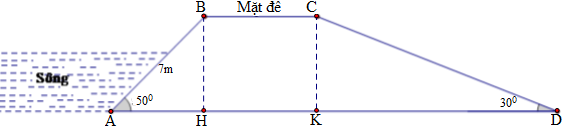 B Mặt đê C
Sông 7m
50⁰ 30⁰
A H K D